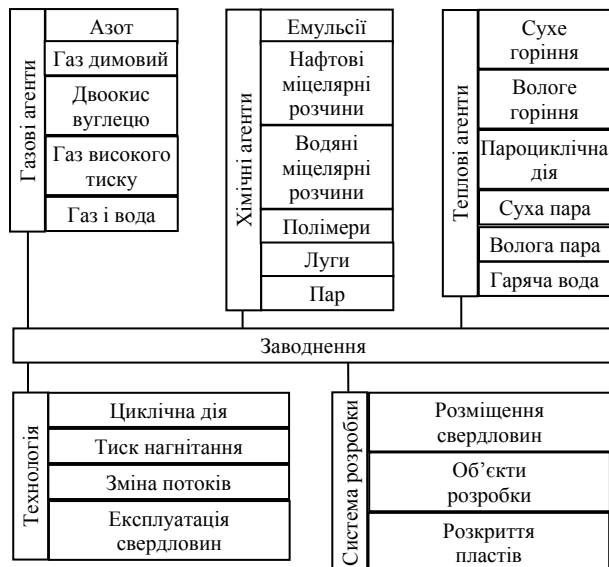 Газові агенти
Азот
Газ димовий
Двоокис
вуглецю
Газ високого
тиску
Газ і вода
Хімічні агенти
Емульсії
Нафтові
міцелярні
розчини
Водяні
міцелярні
розчини
Полімери
Луги
Пар
Теплові агенти
Сухе
горіння
Вологе
горіння
Пароциклічна
дія
Суха пара
Волога пара
Гаряча вода
Заводнення
Технологія
Циклічна дія
Тиск нагнітання
Зміна потоків
Експлуатація
свердловин
Система розробки
Розміщення
свердловин
Об’єкти
розробки
Розкриття
пластів